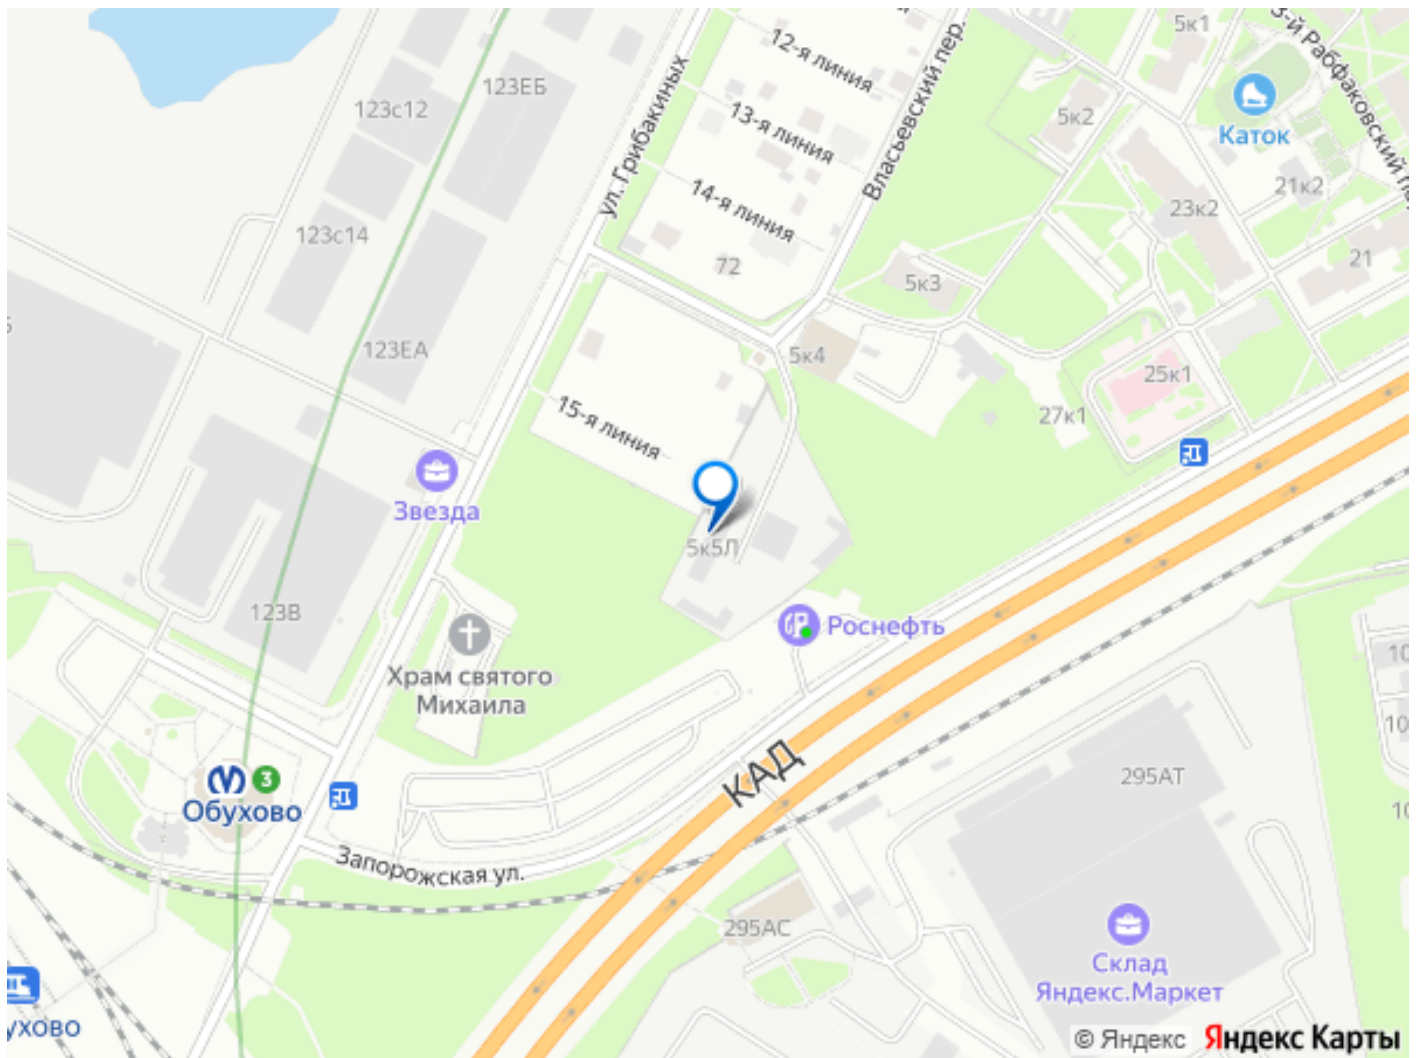 5к1
3-й Рабфаковский пер.
12-я линия
Власьевский пер.
123ЕБ
ул. Грибакиных
123с12
13-я линия
5к2
Каток
14-я линия
21к2
23к2
123с14
72
21
5к3
123ЕА
5к4
25к1
15-я линия
27к1
Звезда
5к5Л
123В
Роснефть
Храм святого
Михаила
КАД
295АТ
3
Обухово
Запорожская ул.
295АС
Склад
Яндекс.Маркет
© Яндекс Яндекс Карты